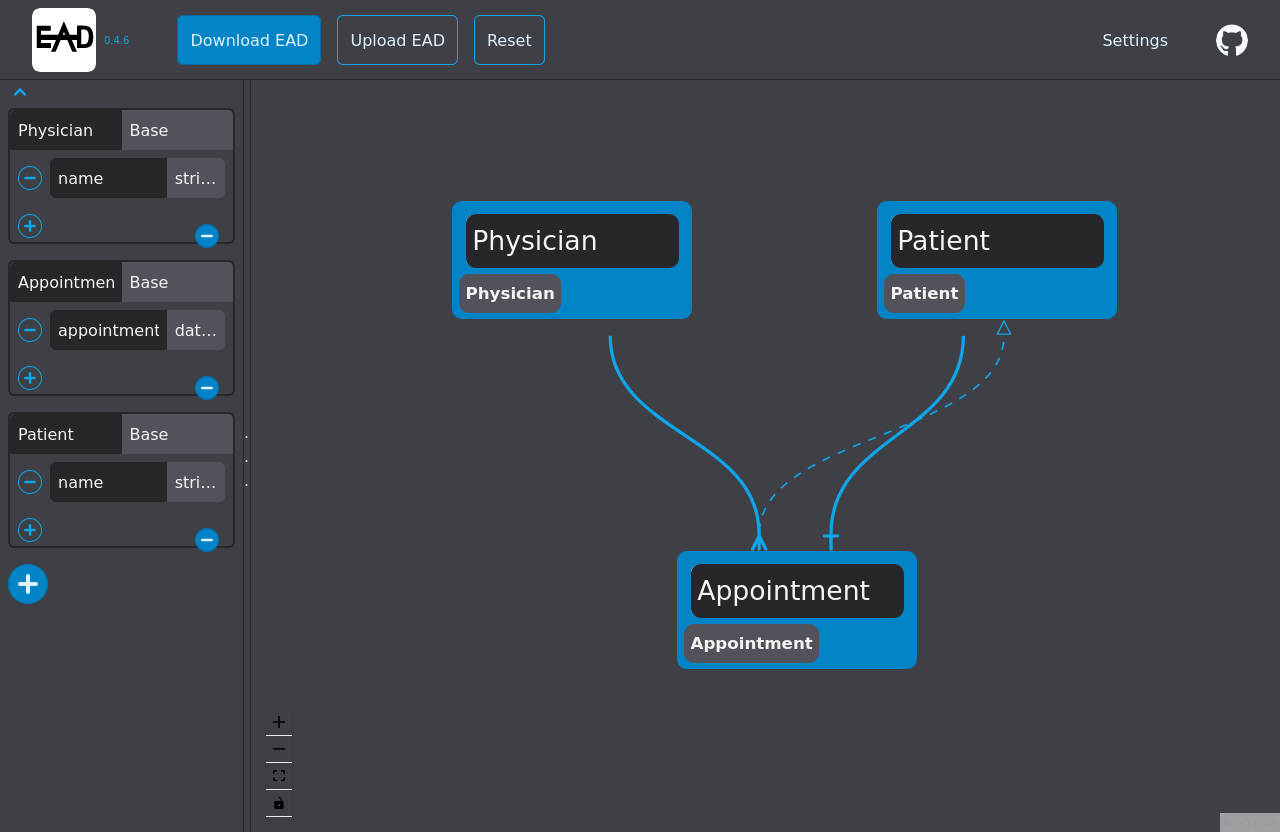 EAD 0.4.6 Download EAD Upload EAD Reset Settings
Physician Base
name stri...
Appointmen Base
appointment dat...
Patient Base
name stri...
Physician
Physician
Patient
Patient
Appointment
Appointment